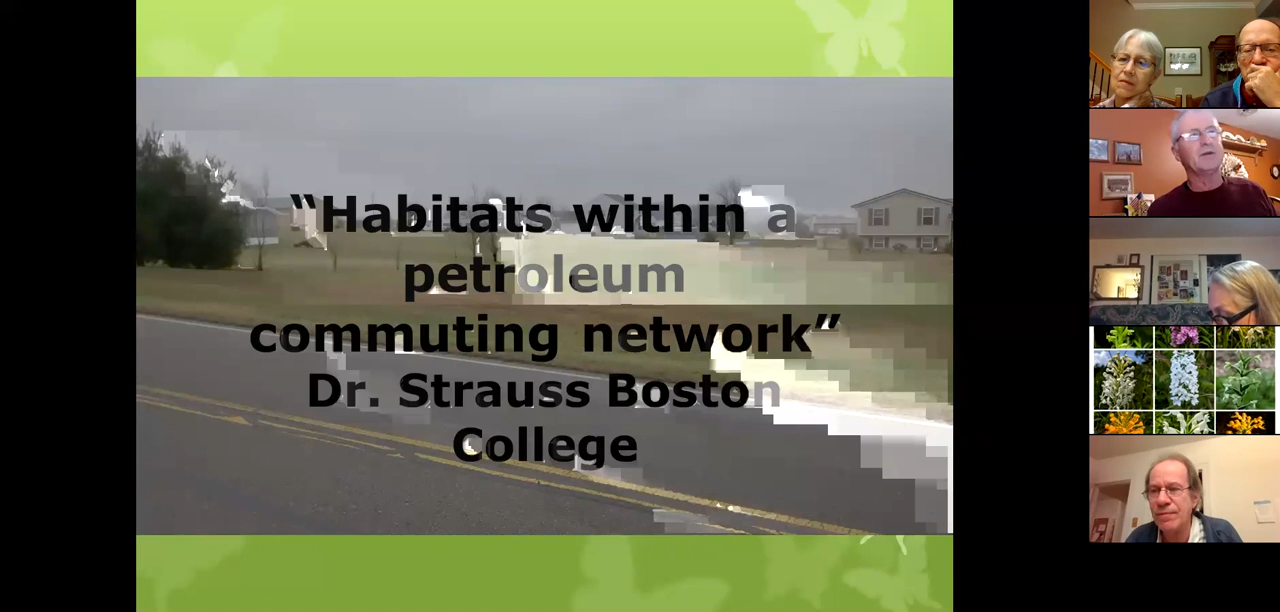 “Habitats within a
petroleum
commuting network”
Dr. Strauss Boston
College